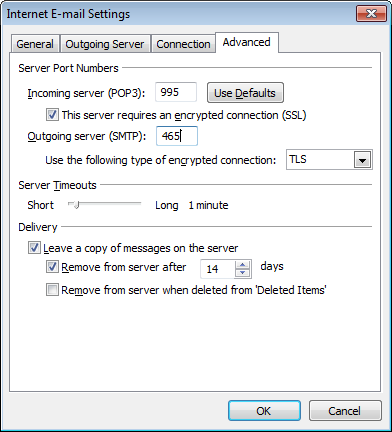 Internet E-mail Settings
General Outgoing Server Connection Advanced
Server Port Numbers
Incoming server (POP3): 995 Use Defaults
This server requires an encrypted connection (SSL)
Outgoing server (SMTP): 465
Use the following type of encrypted connection: TLS
Server Timeouts
Short Long 1 minute
Delivery
Leave a copy of messages on the server
Remove from server after 14 days
Remove from server when deleted from 'Deleted Items'
OK Cancel